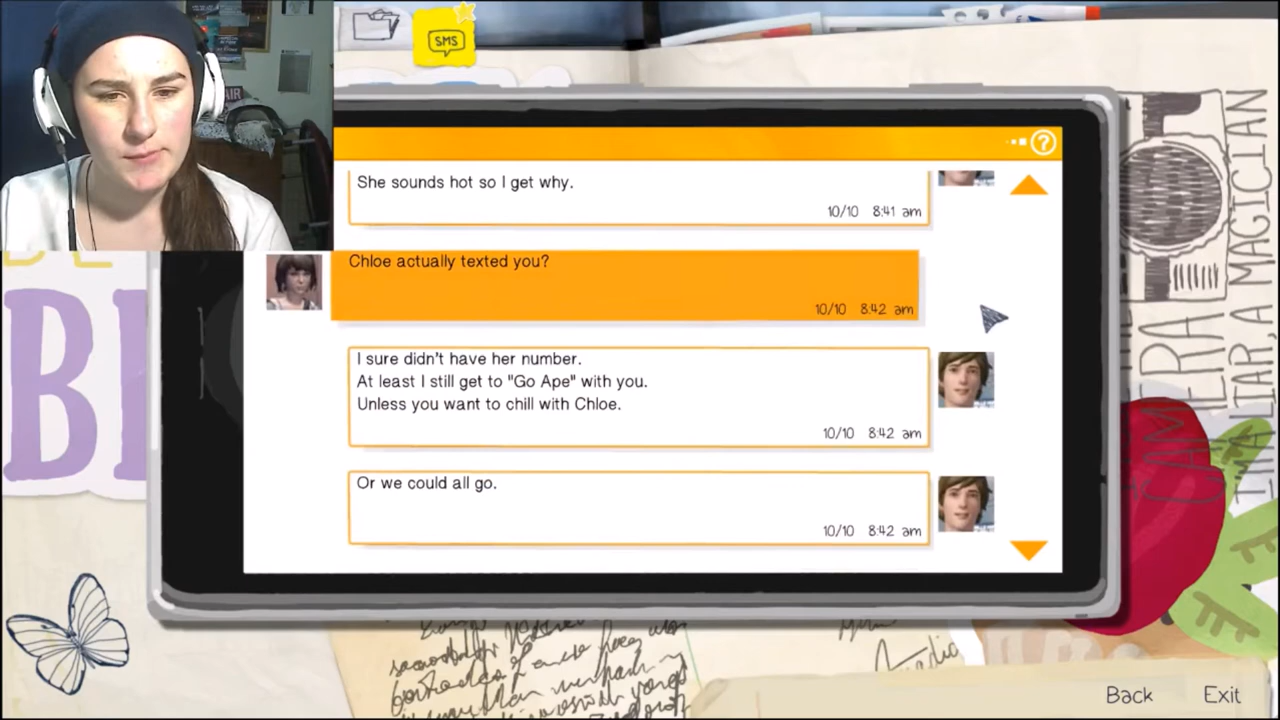 SMS
?
She sounds hot so I get why.
10/10 8:41 am
Chloe actually texted you?
10/10 8:42 am
I sure didn't have her number.
At least I still get to "Go Ape" with you.
Unless you want to chill with Chloe.
10/10 8:42 am
Or we could all go.
10/10 8:42 am
LIAR, A MAGICIAN
Back
Exit